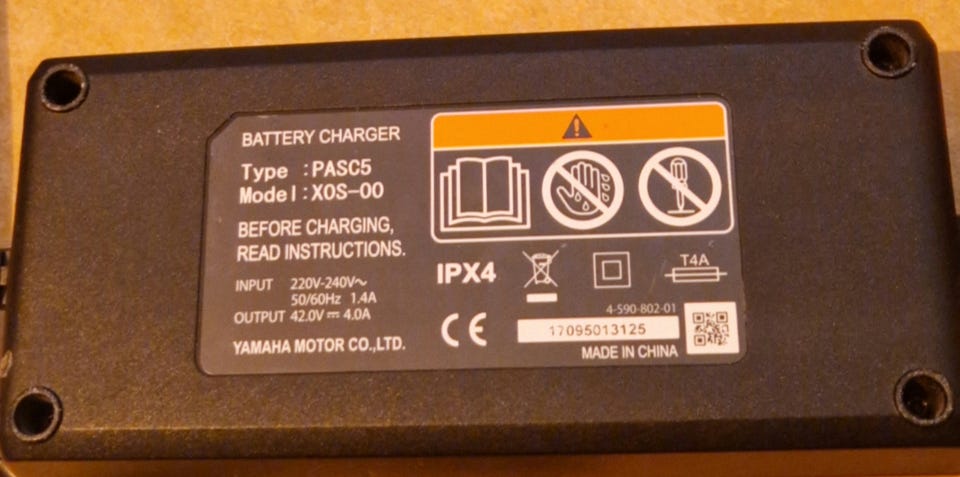 BATTERY CHARGER
Type : PASC5
Model : X0S-00
BEFORE CHARGING,
READ INSTRUCTIONS.
INPUT 220V-240V~
50/60Hz 1.4A
OUTPUT 42.0V⎓4.0A
YAMAHA MOTOR CO.,LTD.
IPX4
T4A
4-590-802-01
CE
17095013125
MADE IN CHINA